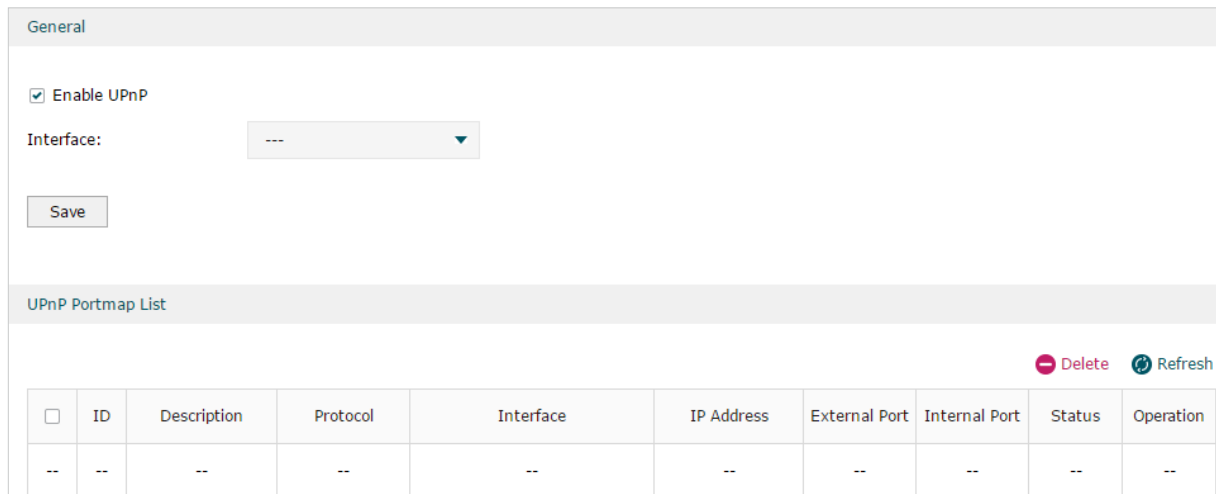 General
Enable UPnP
Interface: ---
Save
UPnP Portmap List
Delete Refresh
ID Description Protocol Interface IP Address External Port Internal Port Status Operation
-- -- -- -- -- -- -- -- -- --